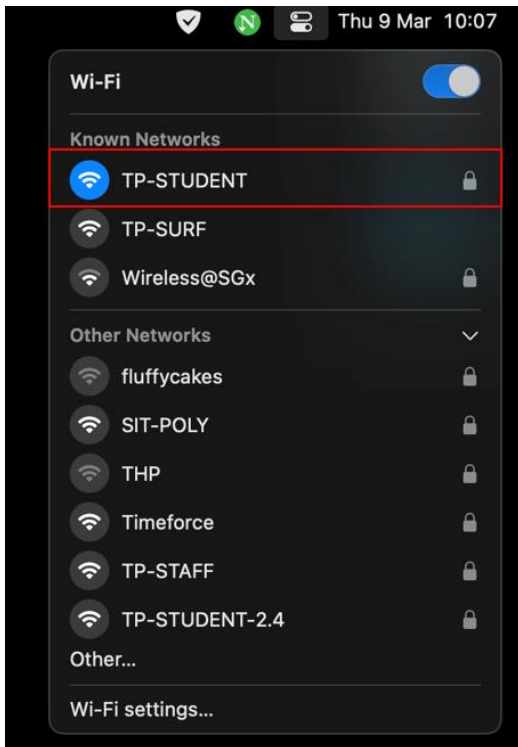 Thu 9 Mar 10:07
Wi-Fi
Known Networks
TP-STUDENT
TP-SURF
Wireless@SGx
Other Networks
fluffycakes
SIT-POLY
THP
Timeforce
TP-STAFF
TP-STUDENT-2.4
Other...
Wi-Fi settings...